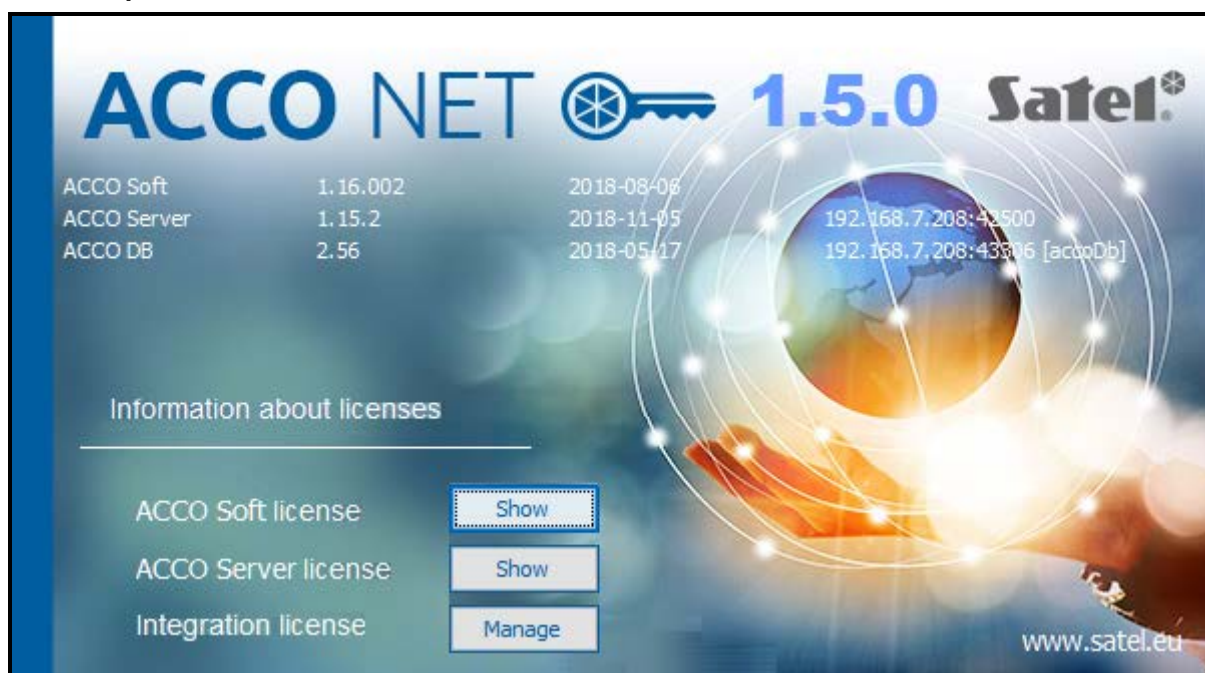 ACCO NET 1.5.0 Satel®
ACCO Soft 1.16.002 2018-08-06
ACCO Server 1.15.2 2018-11-05 192.168.7.208:42500
ACCO DB 2.56 2018-05-17 192.168.7.208:43306 [accoDb]
Information about licenses
ACCO Soft license Show
ACCO Server license Show
Integration license Manage
www.satel.eu